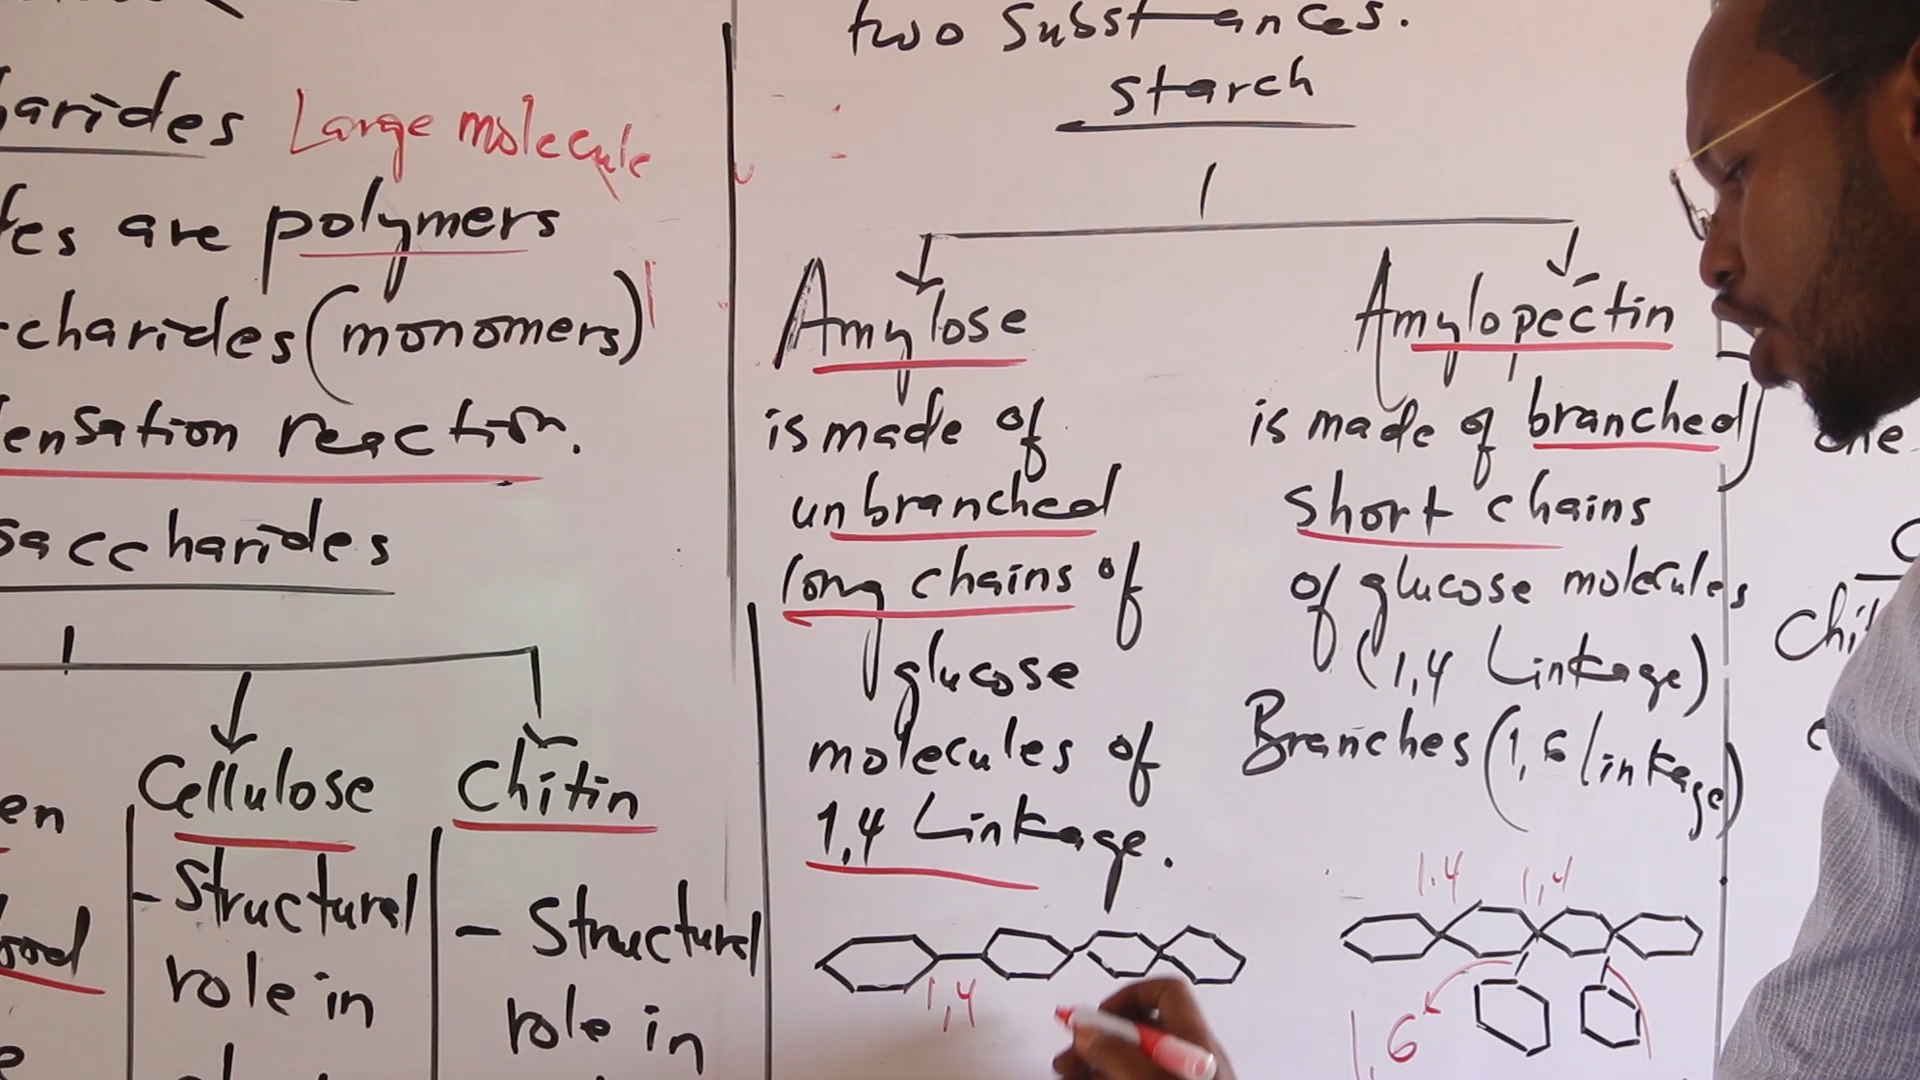 arides Large molecule
es are polymers
charides (monomers)
ensation reaction.
saccharides
en
ood
Cellulose
- Structural
role in
Chitin
- Structural
role in
two Substances.
starch
Amylose
is made of
unbranched
long chains of
glucose
molecules of
1,4 Linkage.
1,4
Amylopectin
is made of branched
short chains
of glucose molecules
(1,4 Linkage)
Branches (1,6 linkage)
1,4 1,4
1,6
Chi